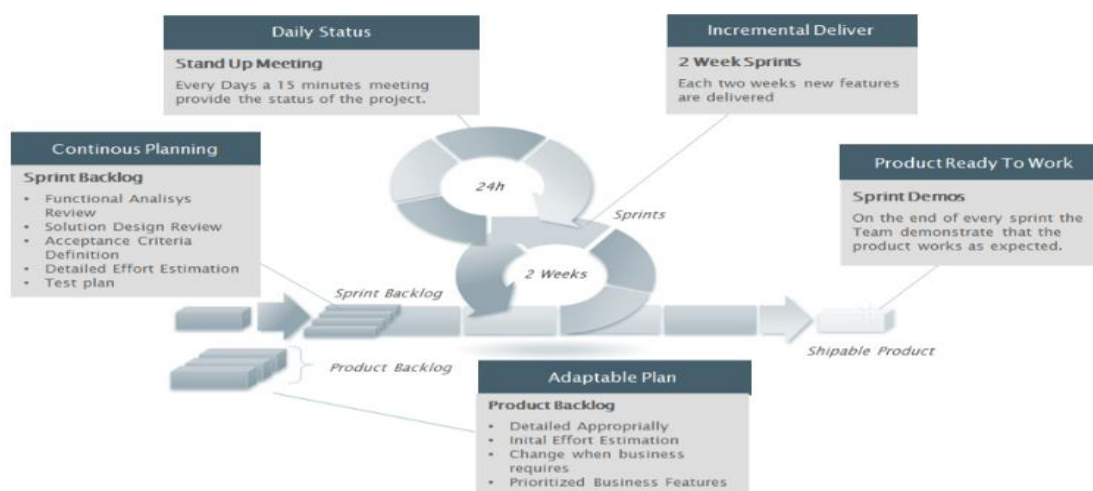 Daily Status
Stand Up Meeting
Every Days a 15 minutes meeting
provide the status of the project.
Incremental Deliver
2 Week Sprints
Each two weeks new features
are delivered
Continous Planning
Sprint Backlog
• Functional Analisys
Review
• Solution Design Review
• Acceptance Criteria
Definition
• Detailed Effort Estimation
• Test plan
Product Ready To Work
Sprint Demos
On the end of every sprint the
Team demonstrate that the
product works as expected.
24h
Sprints
2 Weeks
Sprint Backlog
Shipable Product
Product Backlog
Adaptable Plan
Product Backlog
• Detailed Approprially
• Inital Effort Estimation
• Change when business
requires
• Prioritized Business Features